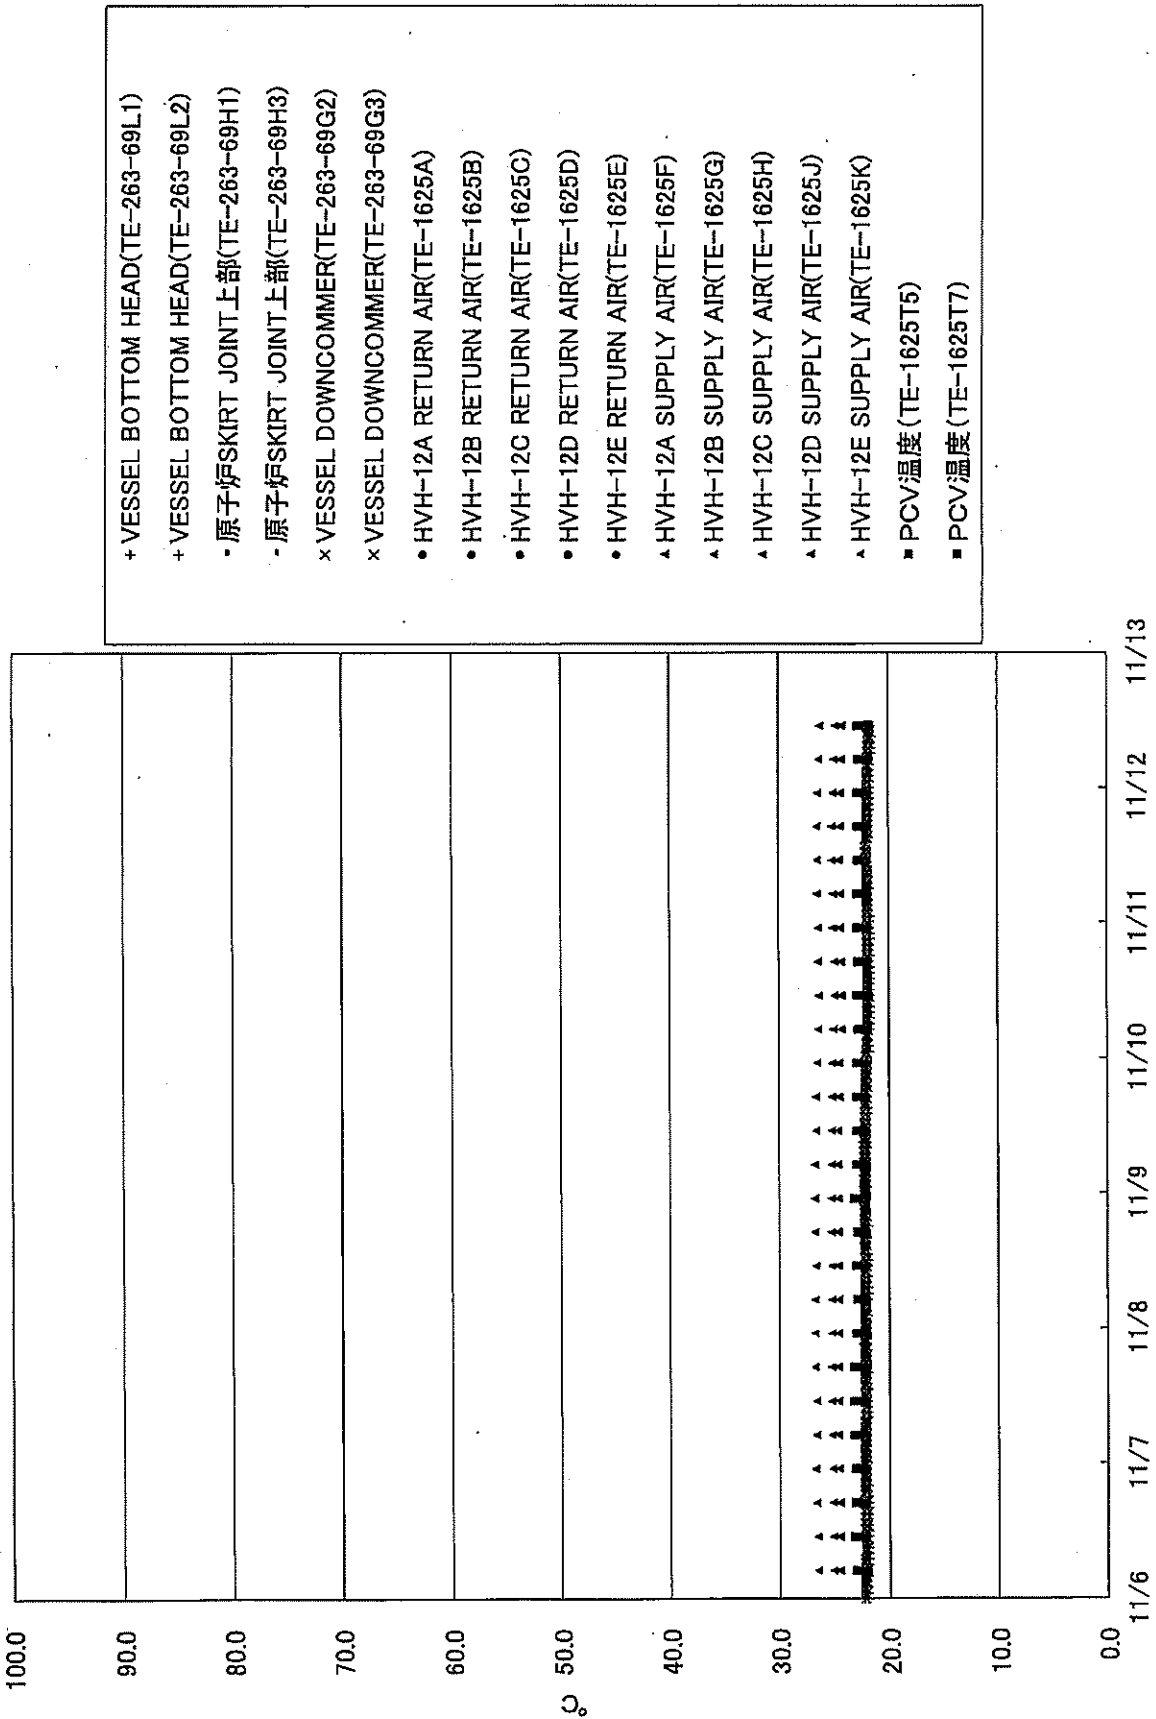 100.0
90.0
80.0
70.0
60.0
50.0
40.0
30.0
20.0
10.0
0.0
℃
11/6
11/7
11/8
11/9
11/10
11/11
11/12
11/13
+ VESSEL BOTTOM HEAD(TE-263-69L1)
+ VESSEL BOTTOM HEAD(TE-263-69L2)
- 原子炉SKIRT JOINT上部(TE-263-69H1)
- 原子炉SKIRT JOINT上部(TE-263-69H3)
× VESSEL DOWNCOMMER(TE-263-69G2)
× VESSEL DOWNCOMMER(TE-263-69G3)
● HVH-12A RETURN AIR(TE-1625A)
● HVH-12B RETURN AIR(TE-1625B)
● HVH-12C RETURN AIR(TE-1625C)
● HVH-12D RETURN AIR(TE-1625D)
● HVH-12E RETURN AIR(TE-1625E)
▲ HVH-12A SUPPLY AIR(TE-1625F)
▲ HVH-12B SUPPLY AIR(TE-1625G)
▲ HVH-12C SUPPLY AIR(TE-1625H)
▲ HVH-12D SUPPLY AIR(TE-1625J)
▲ HVH-12E SUPPLY AIR(TE-1625K)
■ PCV温度(TE-1625T5)
■ PCV温度(TE-1625T7)